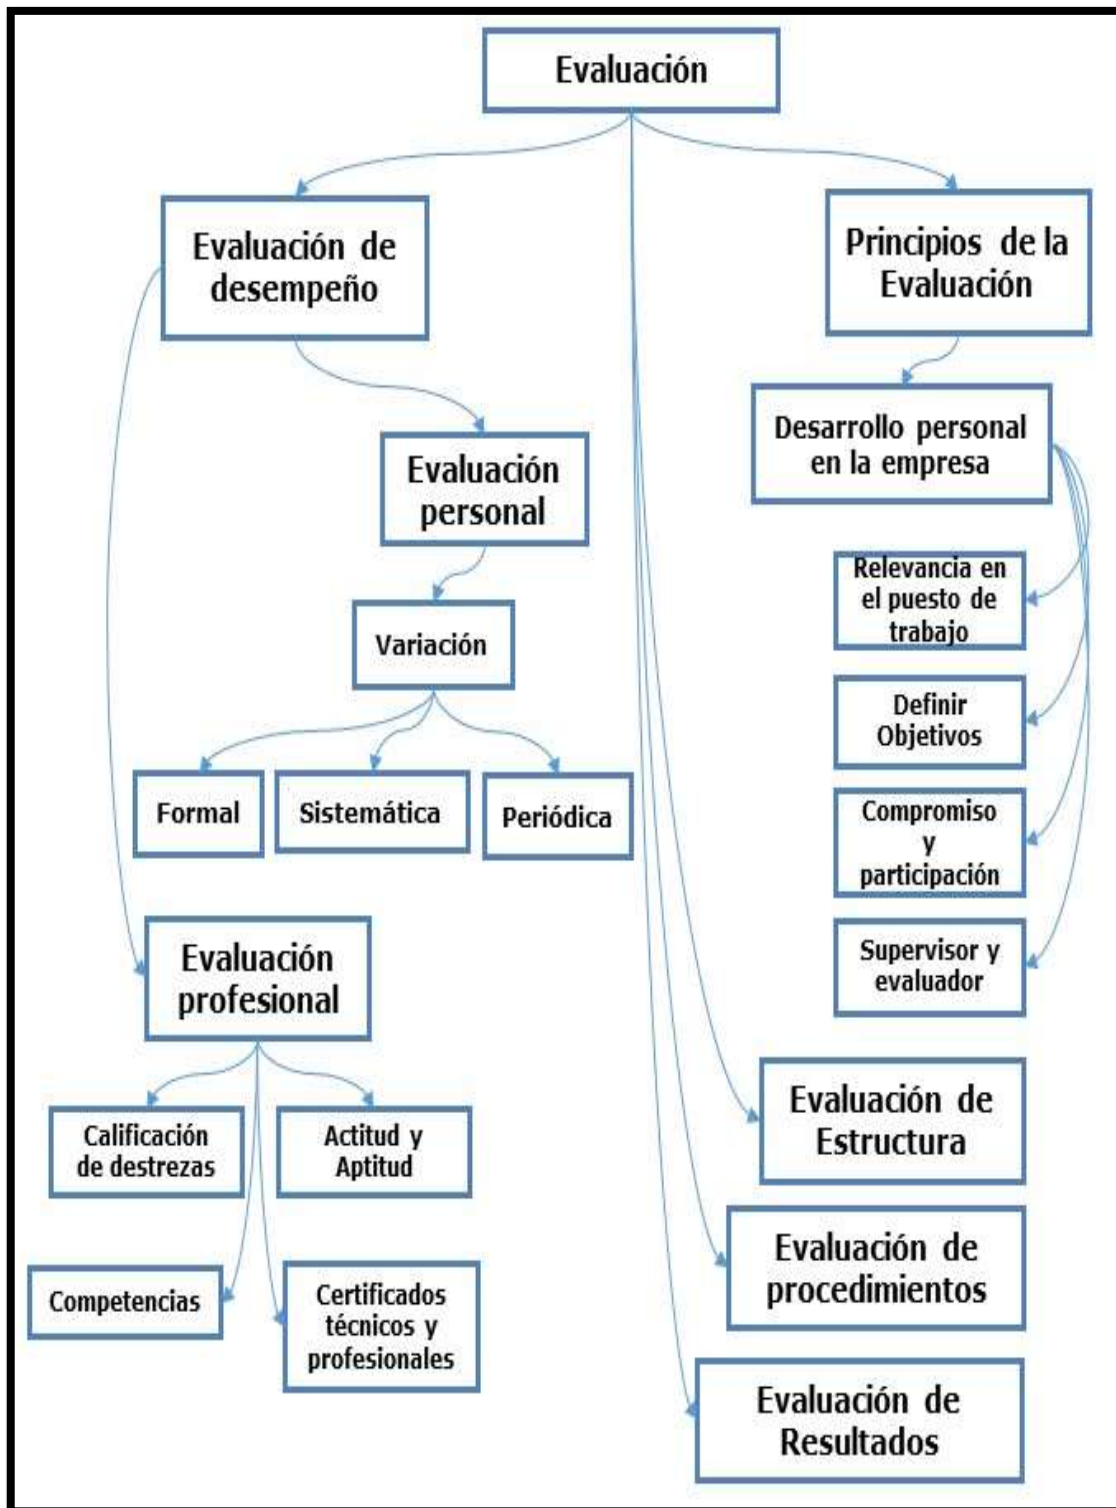 Evaluación
Evaluación de
desempeño
Principios de la
Evaluación
Desarrollo personal
en la empresa
Evaluación
personal
Relevancia en
el puesto de
trabajo
Variación
Definir
Objetivos
Formal
Sistemática
Periódica
Compromiso
y
participación
Evaluación
profesional
Supervisor y
evaluador
Calificación
de destrezas
Actitud y
Aptitud
Evaluación de
Estructura
Competencias
Certificados
técnicos y
profesionales
Evaluación de
procedimientos
Evaluación de
Resultados